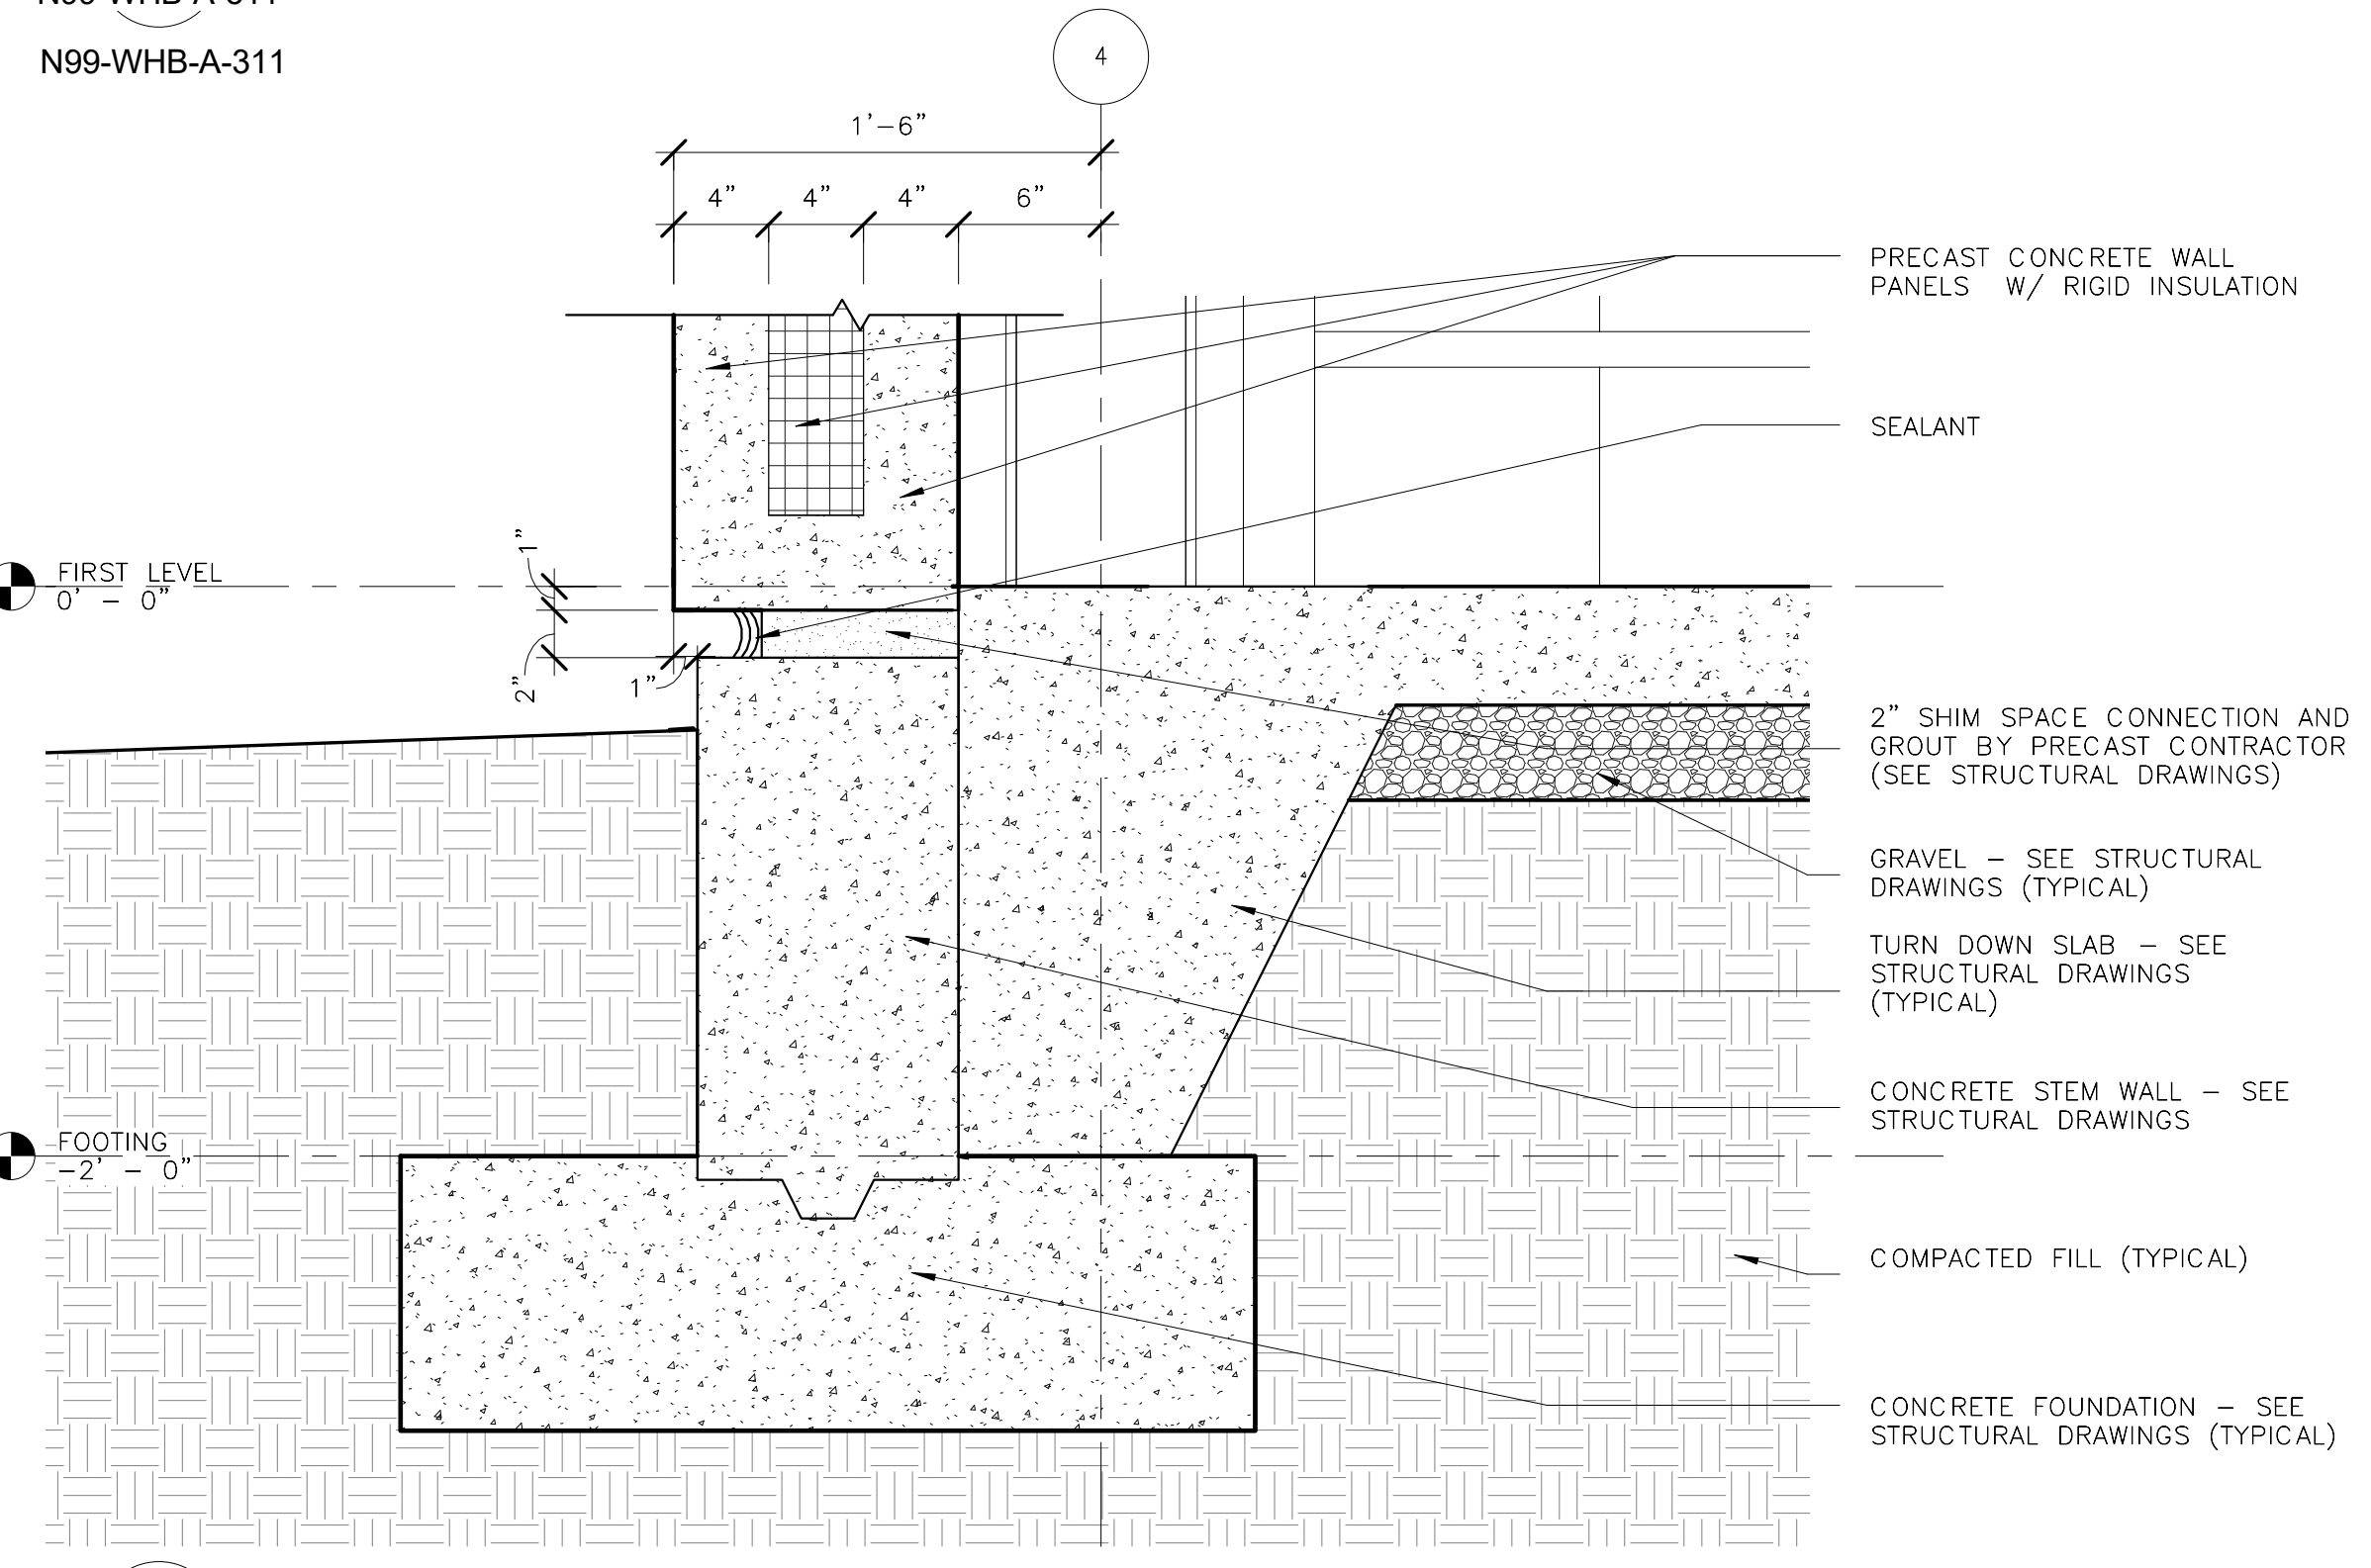 N99-WHB-A-311
N99-WHB-A-311
4
1'-6"
4" 4" 4" 6"
PRECAST CONCRETE WALL
PANELS W/ RIGID INSULATION
SEALANT
1"
FIRST LEVEL
0' - 0"
2"
1"
2" SHIM SPACE CONNECTION AND
GROUT BY PRECAST CONTRACTOR
(SEE STRUCTURAL DRAWINGS)
GRAVEL - SEE STRUCTURAL
DRAWINGS (TYPICAL)
TURN DOWN SLAB - SEE
STRUCTURAL DRAWINGS
(TYPICAL)
CONCRETE STEM WALL - SEE
STRUCTURAL DRAWINGS
FOOTING
-2' - 0"
COMPACTED FILL (TYPICAL)
CONCRETE FOUNDATION - SEE
STRUCTURAL DRAWINGS (TYPICAL)